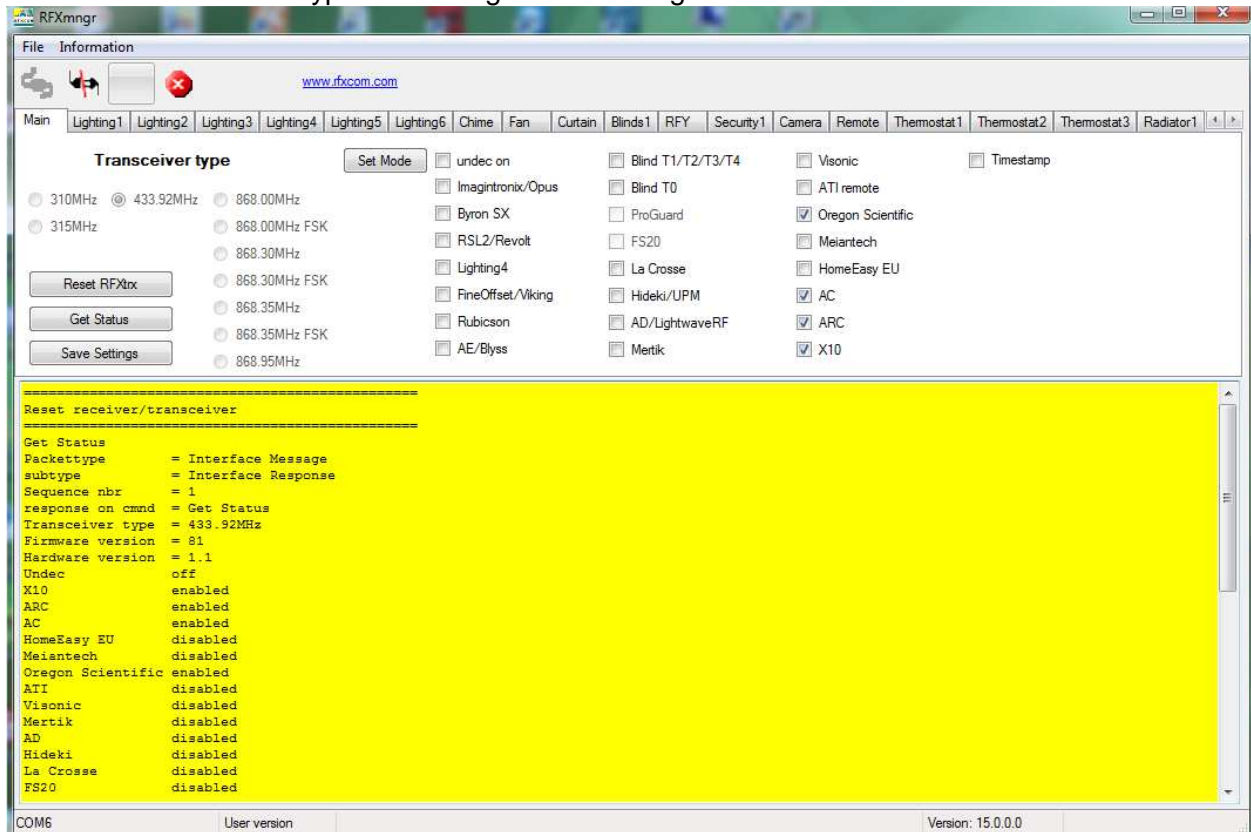 RFXmngr
File Information
www.rfxcom.com
Main Lighting1 Lighting2 Lighting3 Lighting4 Lighting5 Lighting6 Chime Fan Curtain Blinds1 RFY Security1 Camera Remote Thermostat1 Thermostat2 Thermostat3 Radiator1
Transceiver type
Set Mode
310MHz 433.92MHz 868.00MHz
315MHz 868.00MHz FSK
868.30MHz
868.30MHz FSK
868.35MHz
868.35MHz FSK
868.95MHz
Reset RFXtrx
Get Status
Save Settings
undec on
Imagintronix/Opus
Byron SX
RSL2/Revolt
Lighting4
FineOffset/Viking
Rubicson
AE/Blyss
Blind T1/T2/T3/T4
Blind T0
ProGuard
FS20
La Crosse
Hideki/UPM
AD/LightwaveRF
Mertik
Visonic
ATI remote
Oregon Scientific
Meiantech
HomeEasy EU
AC
ARC
X10
Timestamp
================================================
Reset receiver/transceiver
================================================
Get Status
Packettype = Interface Message
subtype = Interface Response
Sequence nbr = 1
response on cmnd = Get Status
Transceiver type = 433.92MHz
Firmware version = 81
Hardware version = 1.1
Undec off
X10 enabled
ARC enabled
AC enabled
HomeEasy EU disabled
Meiantech disabled
Oregon Scientific enabled
ATI disabled
Visonic disabled
Mertik disabled
AD disabled
Hideki disabled
La Crosse disabled
FS20 disabled
COM6 User version Version: 15.0.0.0